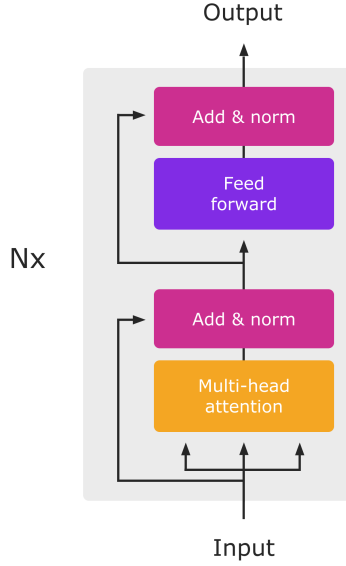 Output
Add & norm
Feed
forward
Nx
Add & norm
Multi-head
attention
Input